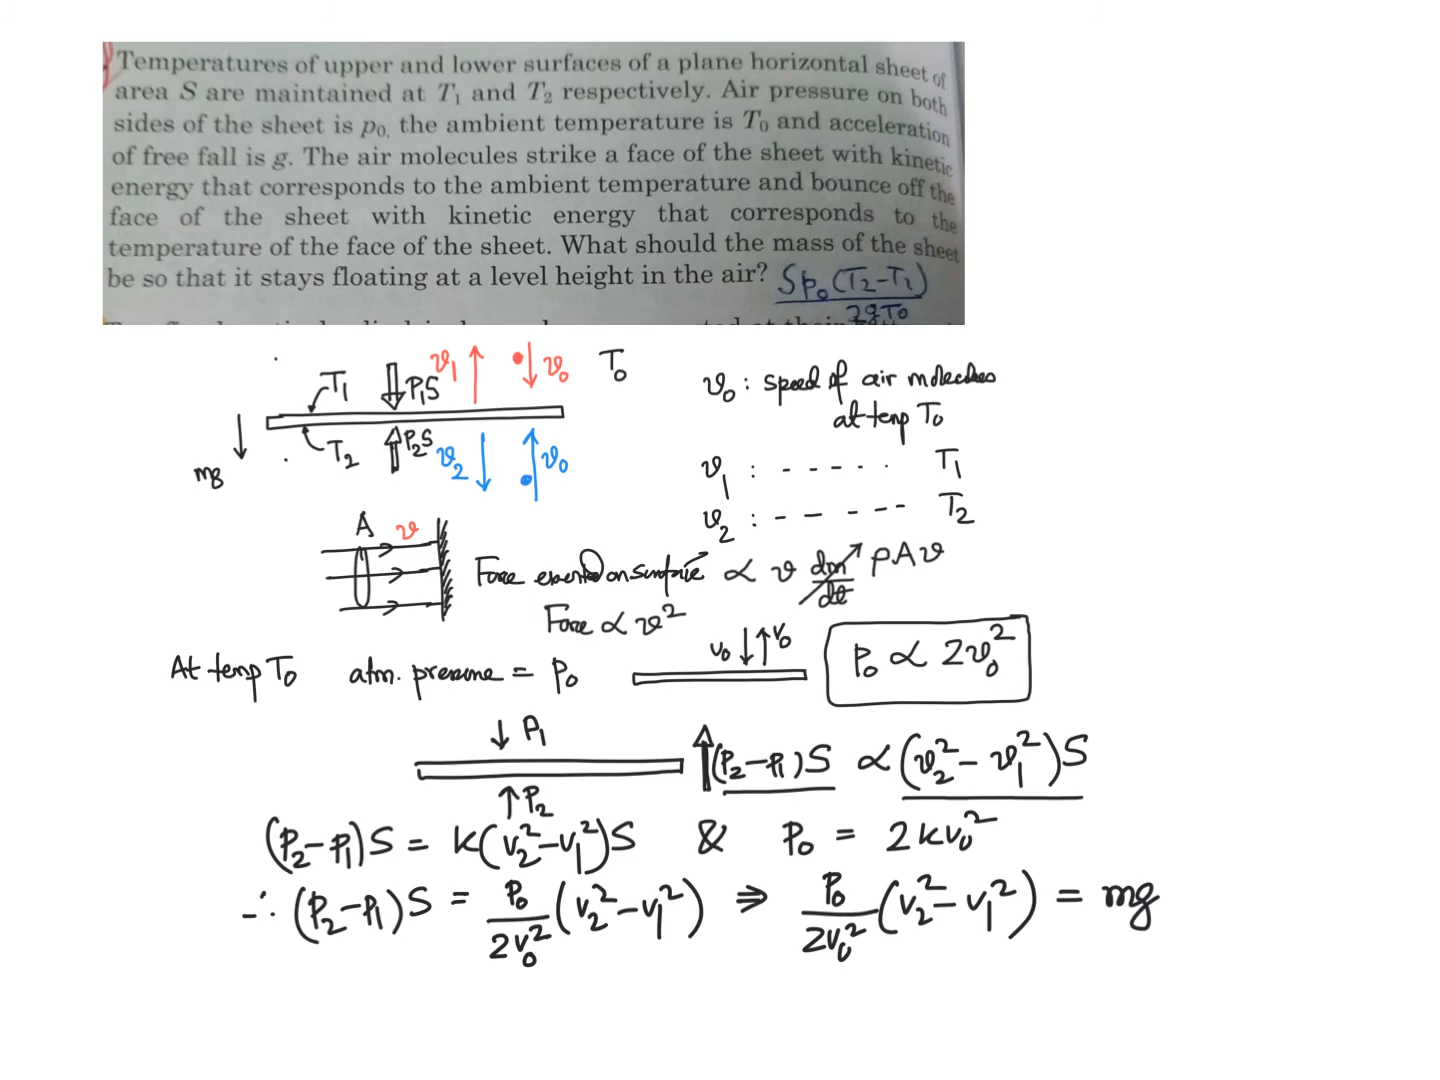 Temperatures of upper and lower surfaces of a plane horizontal sheet of
area S are maintained at T₁ and T₂ respectively. Air pressure on both
sides of the sheet is p₀, the ambient temperature is T₀ and acceleration
of free fall is g. The air molecules strike a face of the sheet with kinetic
energy that corresponds to the ambient temperature and bounce off the
face of the sheet with kinetic energy that corresponds to the
temperature of the face of the sheet. What should the mass of the sheet
be so that it stays floating at a level height in the air? Sp₀(T₂-T₁)/2gT₀
T₁ P₁S v₁ v₀ T₀
mg T₂ P₂S v₂ v₀
v₀ : speed of air molecules
at temp T₀
v₁ : - - - - - · T₁
v₂ : - - - - - T₂
A v
Force exerted on surface ∝ v dm/dt ρAv
Force ∝ v²
At temp T₀ atm. pressure = P₀ v₀ v₀ P₀ ∝ 2v₀²
P₁
(P₂-P₁)S ∝ (v₂²-v₁²)S
P₂
(P₂-P₁)S = k(v₂²-v₁²)S & P₀ = 2kv₀²
∴ (P₂-P₁)S = P₀/2v₀² (v₂²-v₁²) ⇒ P₀/2v₀² (v₂²-v₁²) = mg